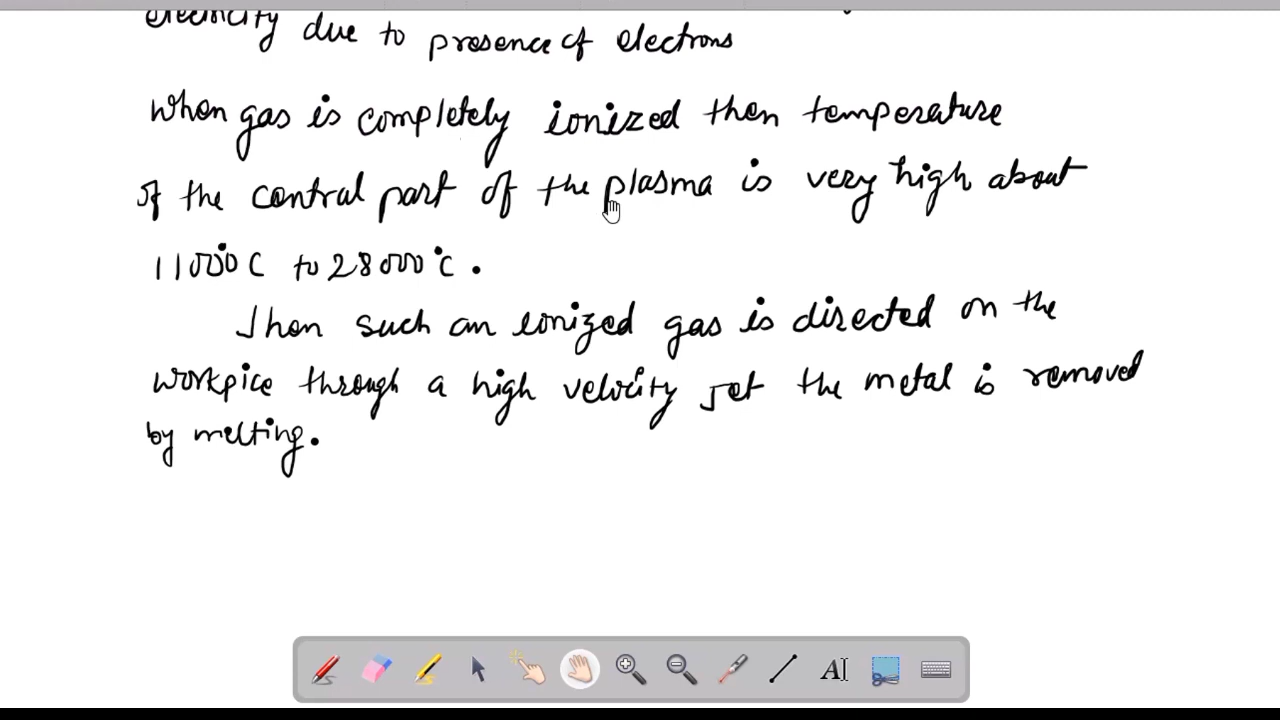 electricity due to presence of electrons
When gas is completely ionized then temperature
of the central part of the plasma is very high about
11000°C to 28000°C.
When such an ionized gas is directed on the
workpice through a high velocity jet the metal is removed
by melting.
AI